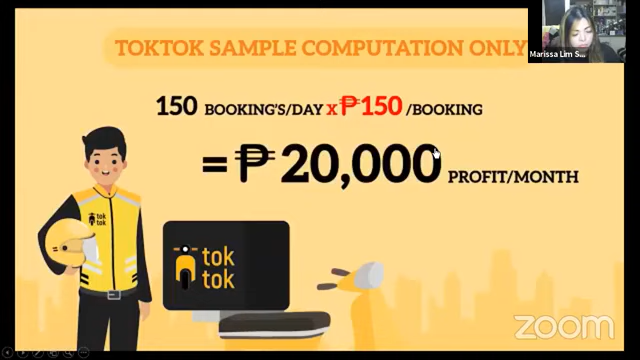 TOKTOK SAMPLE COMPUTATION ONLY
Marissa Lim S...
150 BOOKING'S/DAY x ₱150 /BOOKING
= ₱ 20,000 PROFIT/MONTH
tok
tok
tok
tok
zoom